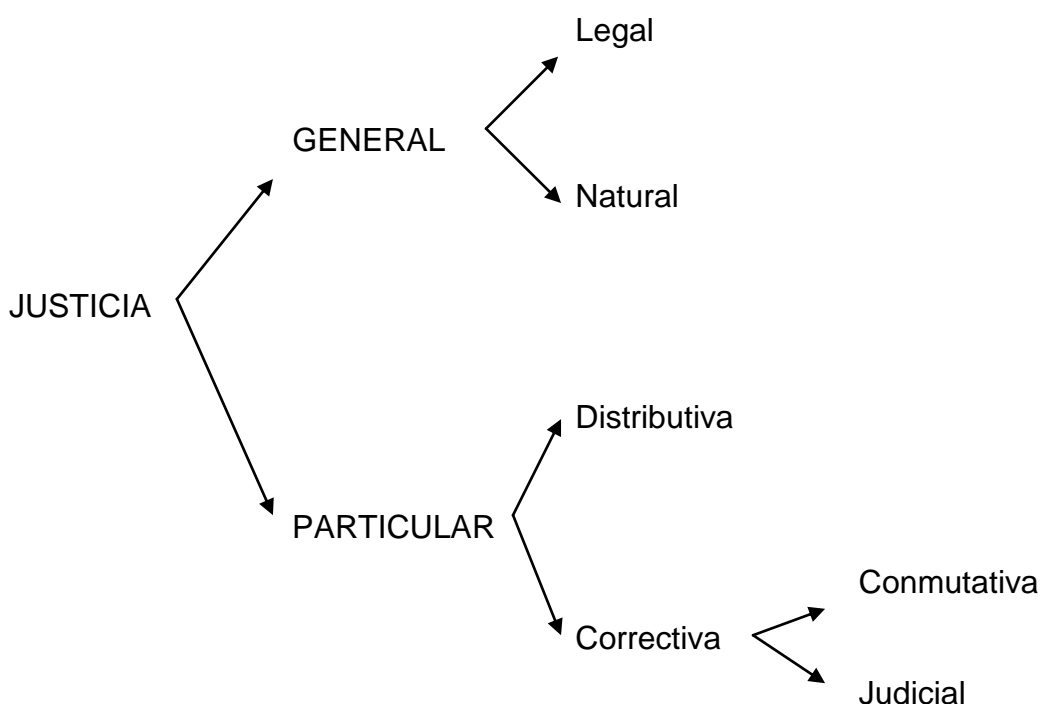 Legal
GENERAL
Natural
JUSTICIA
Distributiva
PARTICULAR
Conmutativa
Correctiva
Judicial